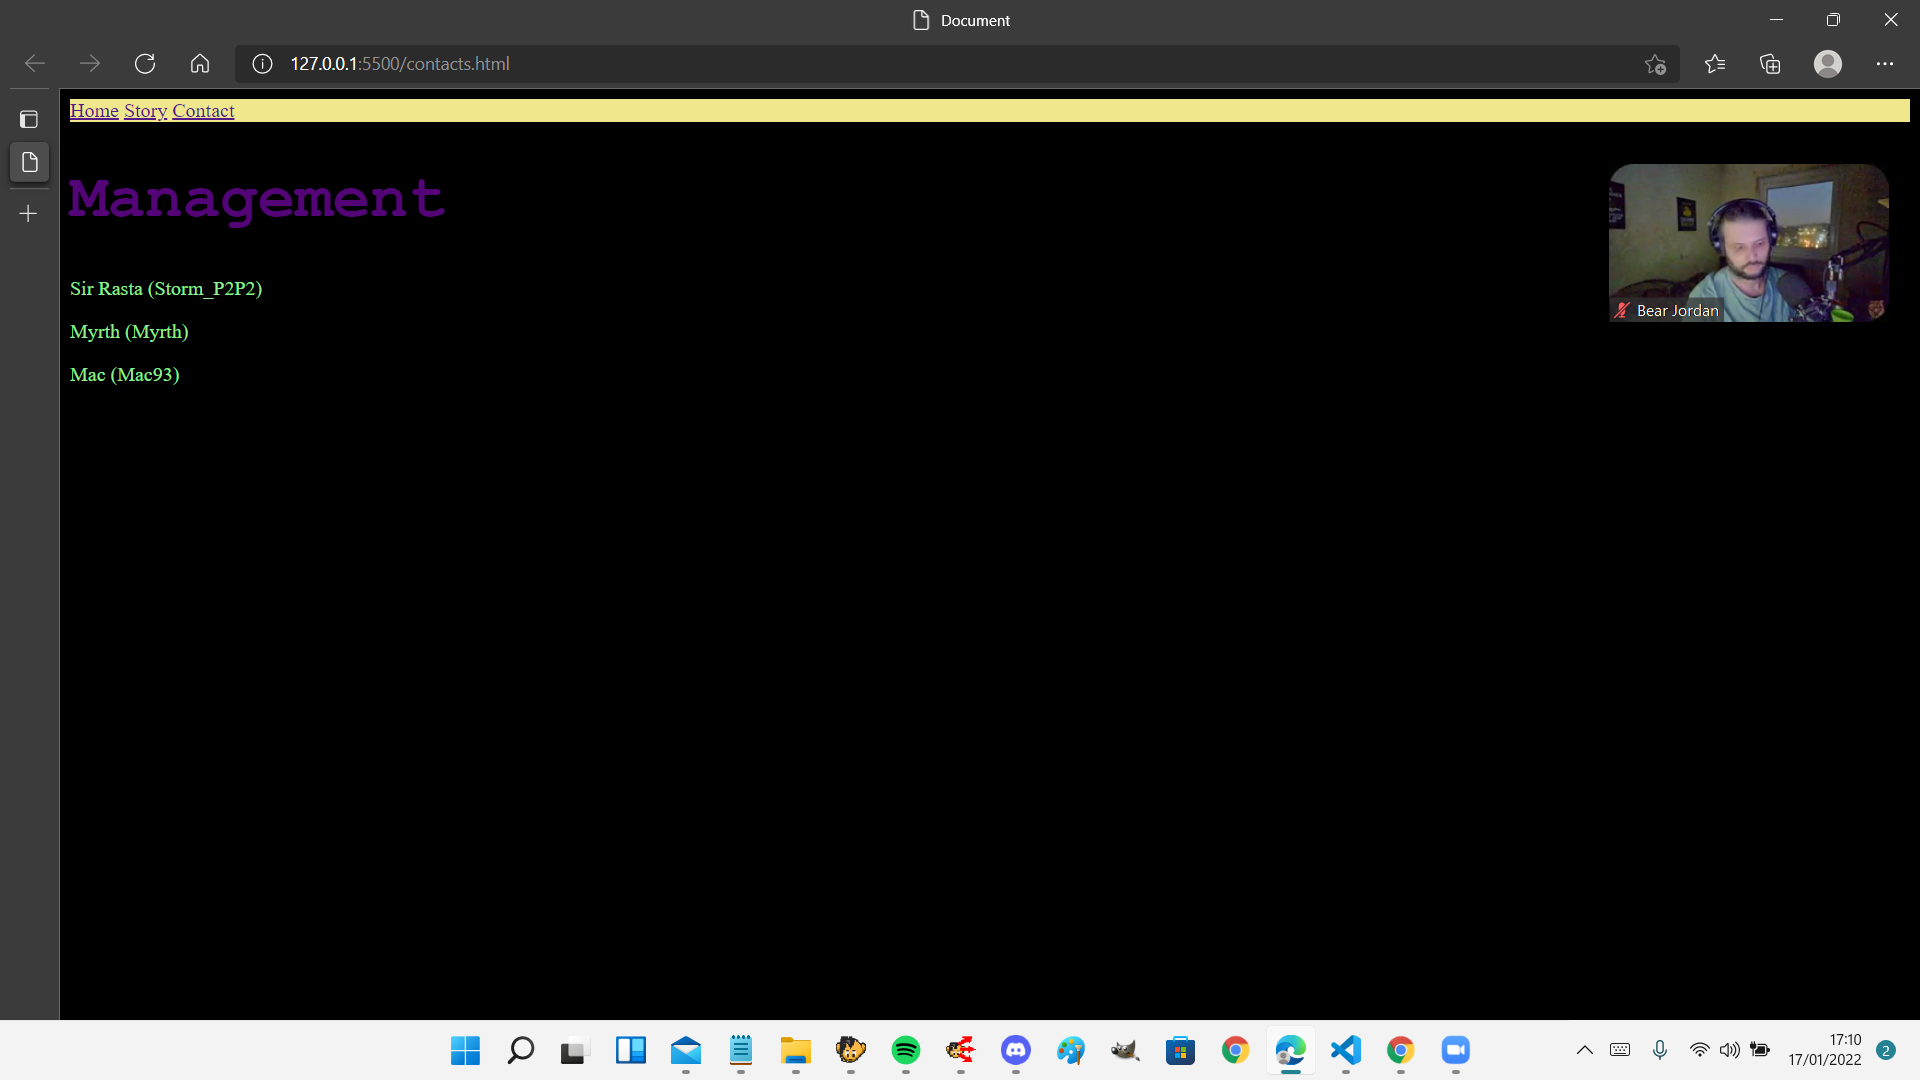 Document
127.0.0.1:5500/contacts.html
Home Story Contact
Management
Sir Rasta (Storm_P2P2)
Myrth (Myrth)
Mac (Mac93)
Bear Jordan
17:10
17/01/2022
2